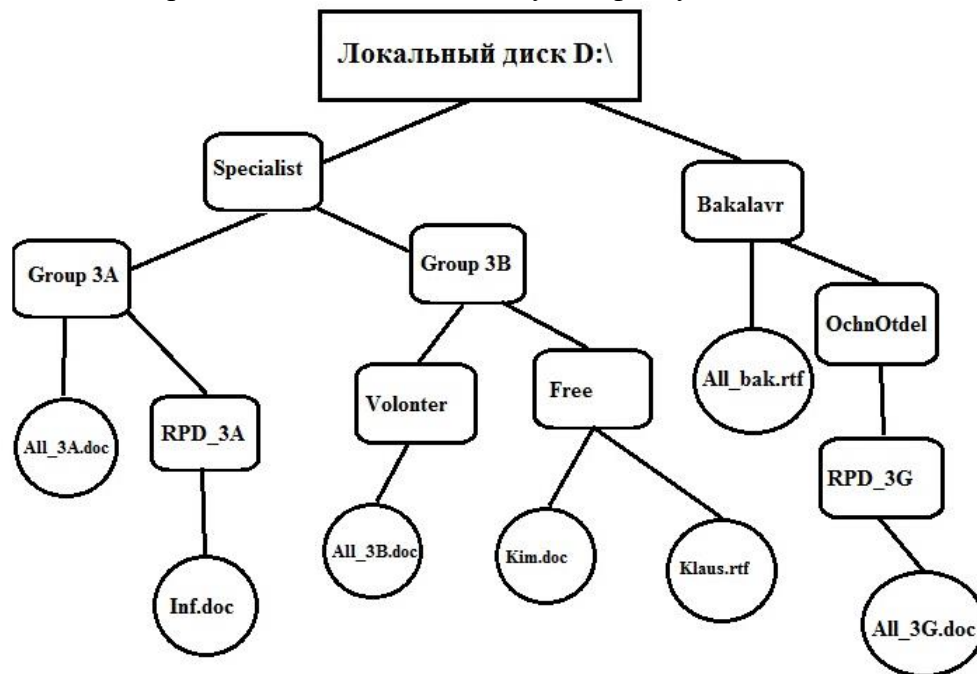 Локальный диск D:\
Specialist
Bakalavr
Group 3A
Group 3B
OchnOtdel
All_bak.rtf
Volonter
Free
All_3A.doc
RPD_3A
RPD_3G
All_3B.doc
Kim.doc
Klaus.rtf
Inf.doc
All_3G.doc